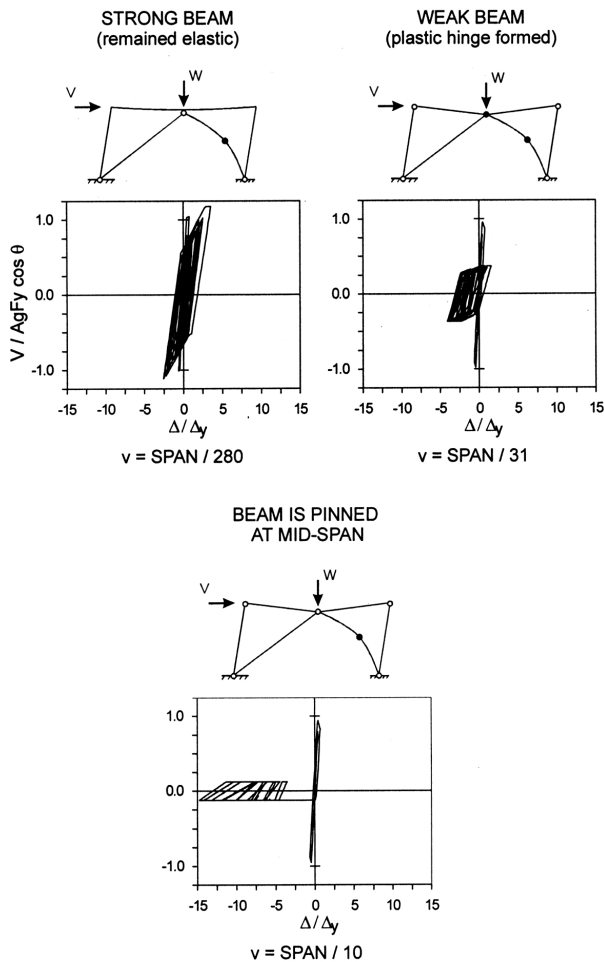 STRONG BEAM
(remained elastic)
W
V
1.0
0.0
-1.0
V / AgFy cos θ
-15 -10 -5 0 5 10 15
Δ/Δy
v = SPAN / 280
WEAK BEAM
(plastic hinge formed)
W
V
1.0
0.0
-1.0
-15 -10 -5 0 5 10 15
Δ/Δy
v = SPAN / 31
BEAM IS PINNED
AT MID-SPAN
W
V
1.0
0.0
-1.0
-15 -10 -5 0 5 10 15
Δ/Δy
v = SPAN / 10